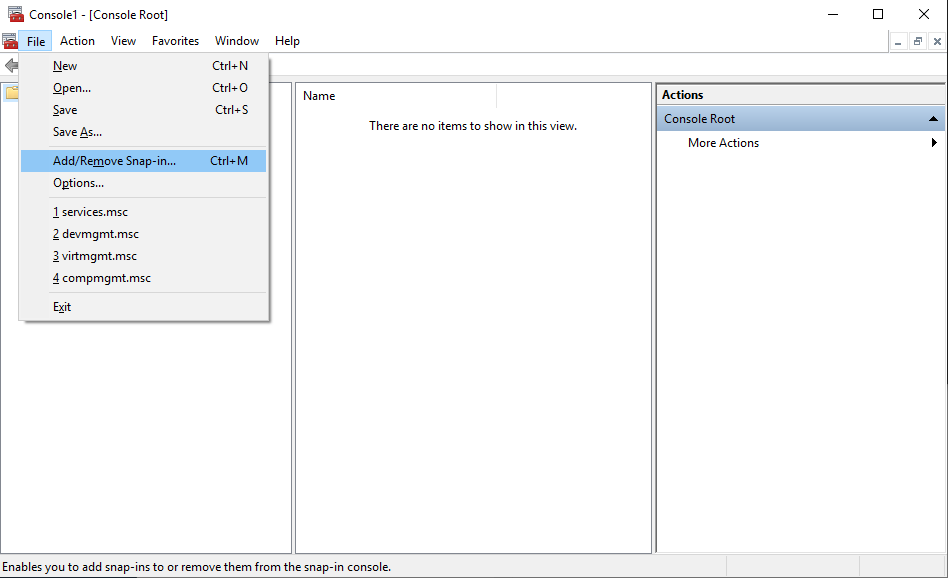 Console1 - [Console Root]
File Action View Favorites Window Help
New Ctrl+N
Open... Ctrl+O
Save Ctrl+S
Save As...
Add/Remove Snap-in... Ctrl+M
Options...
1 services.msc
2 devmgmt.msc
3 virtmgmt.msc
4 compmgmt.msc
Exit
Name
There are no items to show in this view.
Actions
Console Root
More Actions
Enables you to add snap-ins to or remove them from the snap-in console.